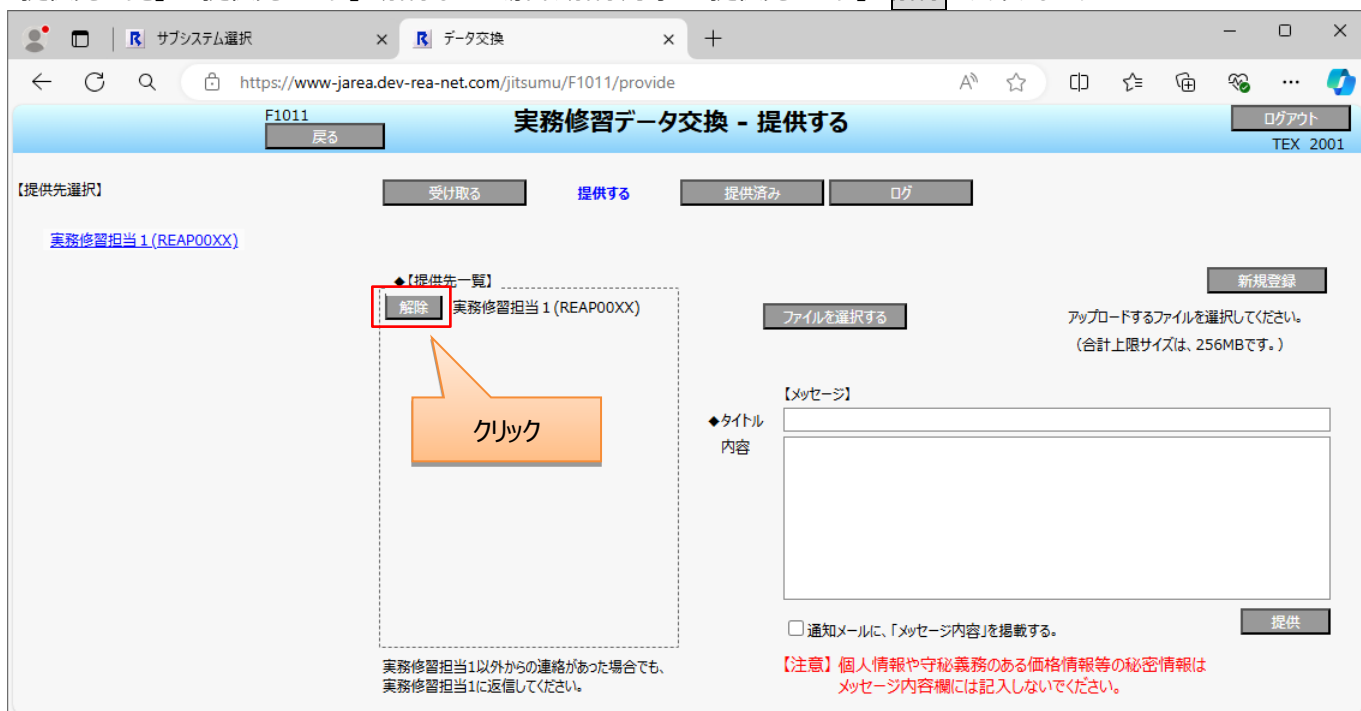 サブシステム選択
データ交換
https://www-jarea.dev-rea-net.com/jitsumu/F1011/provide
F1011
戻る
実務修習データ交換 - 提供する
ログアウト
TEX 2001
【提供先選択】
受け取る
提供する
提供済み
ログ
実務修習担当1(REAP00XX)
◆【提供先一覧】
新規登録
解除
実務修習担当1(REAP00XX)
ファイルを選択する
アップロードするファイルを選択してください。
(合計上限サイズは、256MBです。)
クリック
【メッセージ】
◆タイトル
内容
通知メールに、「メッセージ内容」を掲載する。
提供
実務修習担当1以外からの連絡があった場合でも、
実務修習担当1に返信してください。
【注意】個人情報や守秘義務のある価格情報等の秘密情報は
メッセージ内容欄には記入しないでください。